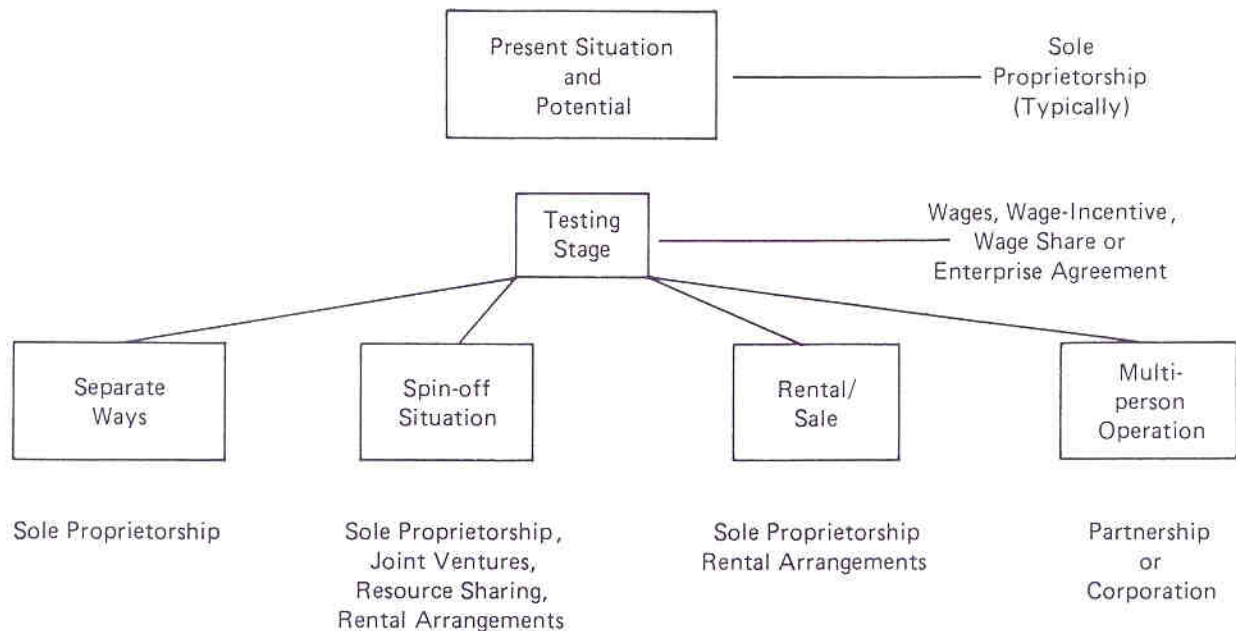 Present Situation
and
Potential
Sole
Proprietorship
(Typically)
Testing
Stage
Wages, Wage-Incentive,
Wage Share or
Enterprise Agreement
Separate
Ways
Spin-off
Situation
Rental/
Sale
Multi-
person
Operation
Sole Proprietorship
Sole Proprietorship,
Joint Ventures,
Resource Sharing,
Rental Arrangements
Sole Proprietorship
Rental Arrangements
Partnership
or
Corporation